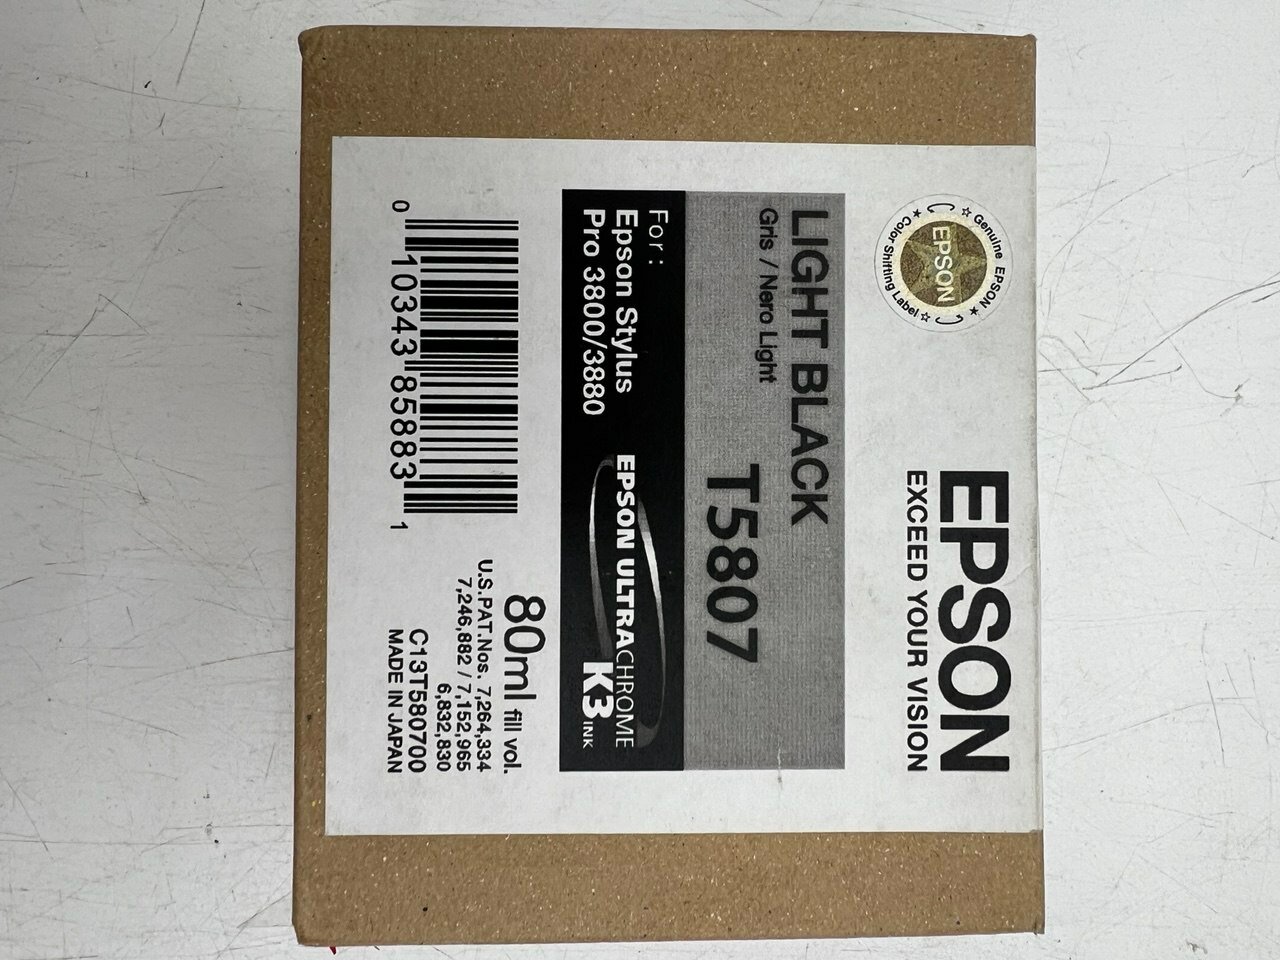 ☆ Genuine EPSON ★
EPSON
★ Color Shifting Label ☆
EPSON
EXCEED YOUR VISION
LIGHT BLACK
Gris / Nero Light
T5807
For :
Epson Stylus
Pro 3800/3880
EPSON ULTRACHROME
K3 INK
80ml fill vol.
U.S.PAT.Nos. 7,264,334
7,246,882 / 7,152,965
6,832,830
C13T580700
MADE IN JAPAN
0 10343 85883 1